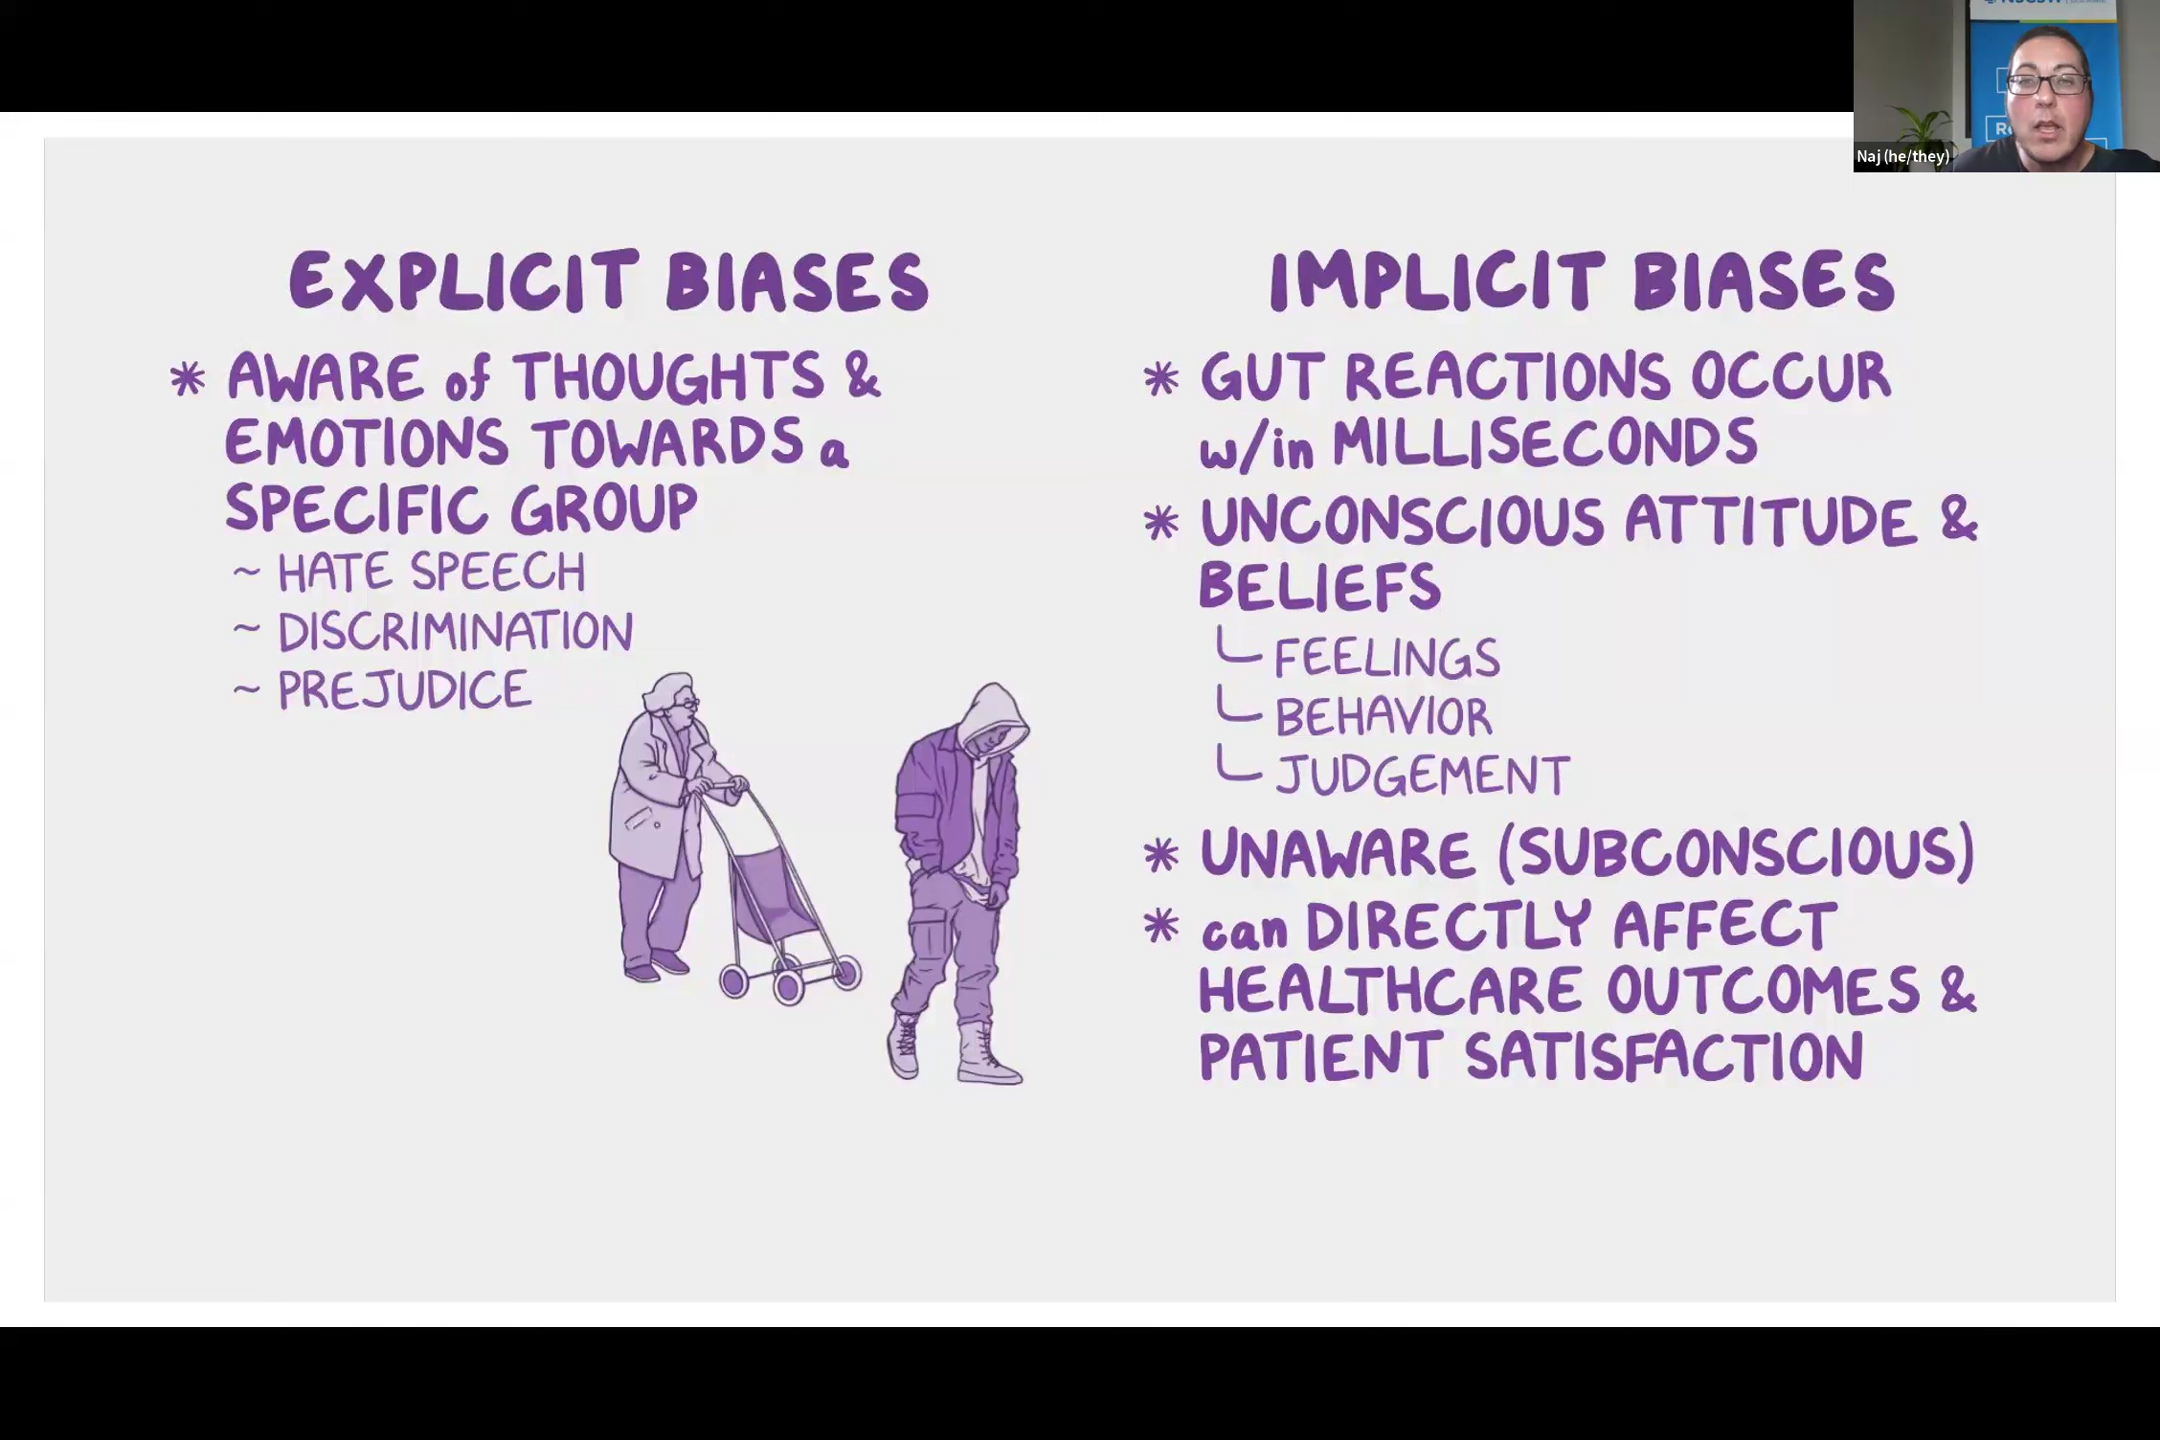 Naj (he/they)
EXPLICIT BIASES
* AWARE of THOUGHTS &
EMOTIONS TOWARDS a
SPECIFIC GROUP
~ HATE SPEECH
~ DISCRIMINATION
~ PREJUDICE
IMPLICIT BIASES
* GUT REACTIONS OCCUR
w/in MILLISECONDS
* UNCONSCIOUS ATTITUDE &
BELIEFS
FEELINGS
BEHAVIOR
JUDGEMENT
* UNAWARE (SUBCONSCIOUS)
* can DIRECTLY AFFECT
HEALTHCARE OUTCOMES &
PATIENT SATISFACTION